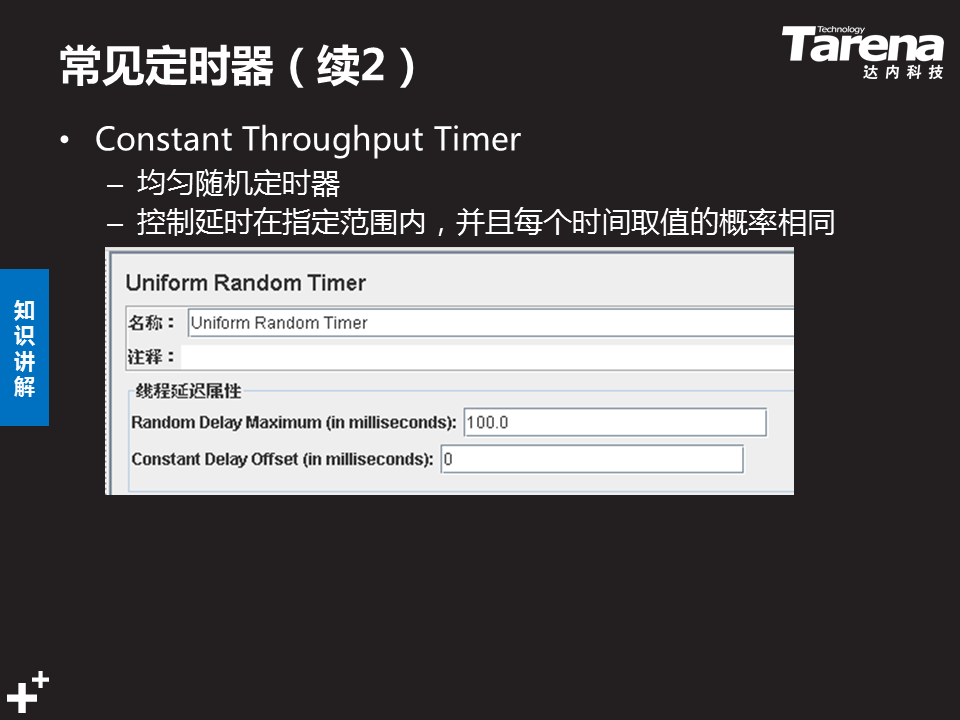 常见定时器（续2）
Technology
Tarena
达内科技
• Constant Throughput Timer
– 均匀随机定时器
– 控制延时在指定范围内，并且每个时间取值的概率相同
知识讲解
Uniform Random Timer
名称： Uniform Random Timer
注释：
线程延迟属性
Random Delay Maximum (in milliseconds): 100.0
Constant Delay Offset (in milliseconds): 0